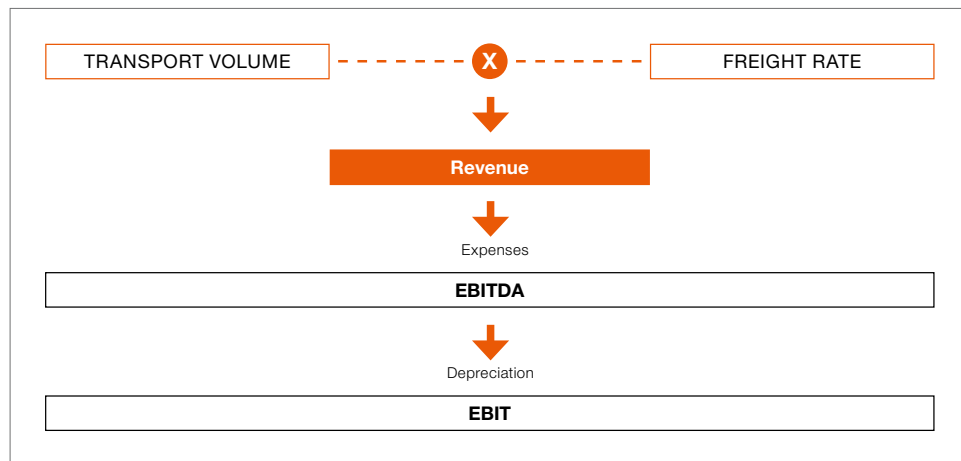 TRANSPORT VOLUME
X
FREIGHT RATE
Revenue
Expenses
EBITDA
Depreciation
EBIT